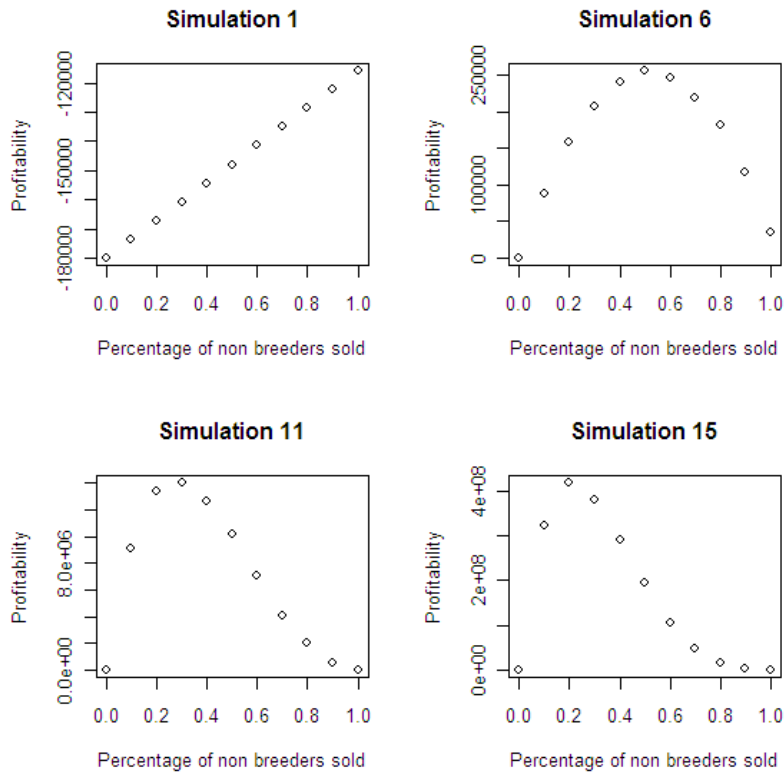 Simulation 1
Profitability
-120000
-150000
-180000
0.0 0.2 0.4 0.6 0.8 1.0
Percentage of non breeders sold
Simulation 6
Profitability
250000
100000
0
0.0 0.2 0.4 0.6 0.8 1.0
Percentage of non breeders sold
Simulation 11
Profitability
8.0e+06
0.0e+00
0.0 0.2 0.4 0.6 0.8 1.0
Percentage of non breeders sold
Simulation 15
Profitability
4e+08
2e+08
0e+00
0.0 0.2 0.4 0.6 0.8 1.0
Percentage of non breeders sold